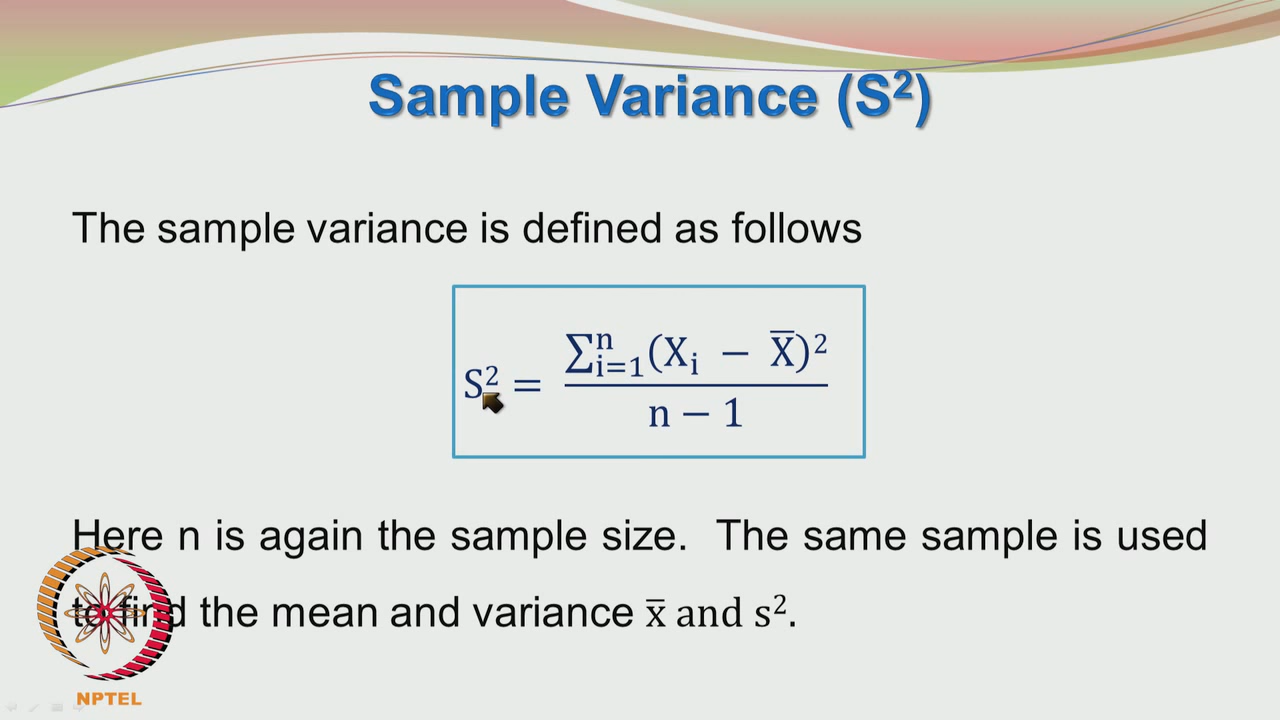 Sample Variance (S²)
The sample variance is defined as follows
S² = ∑ⁿᵢ₌₁(Xᵢ − X̅)² / n − 1
Here n is again the sample size. The same sample is used
to find the mean and variance x̅ and s².
NPTEL